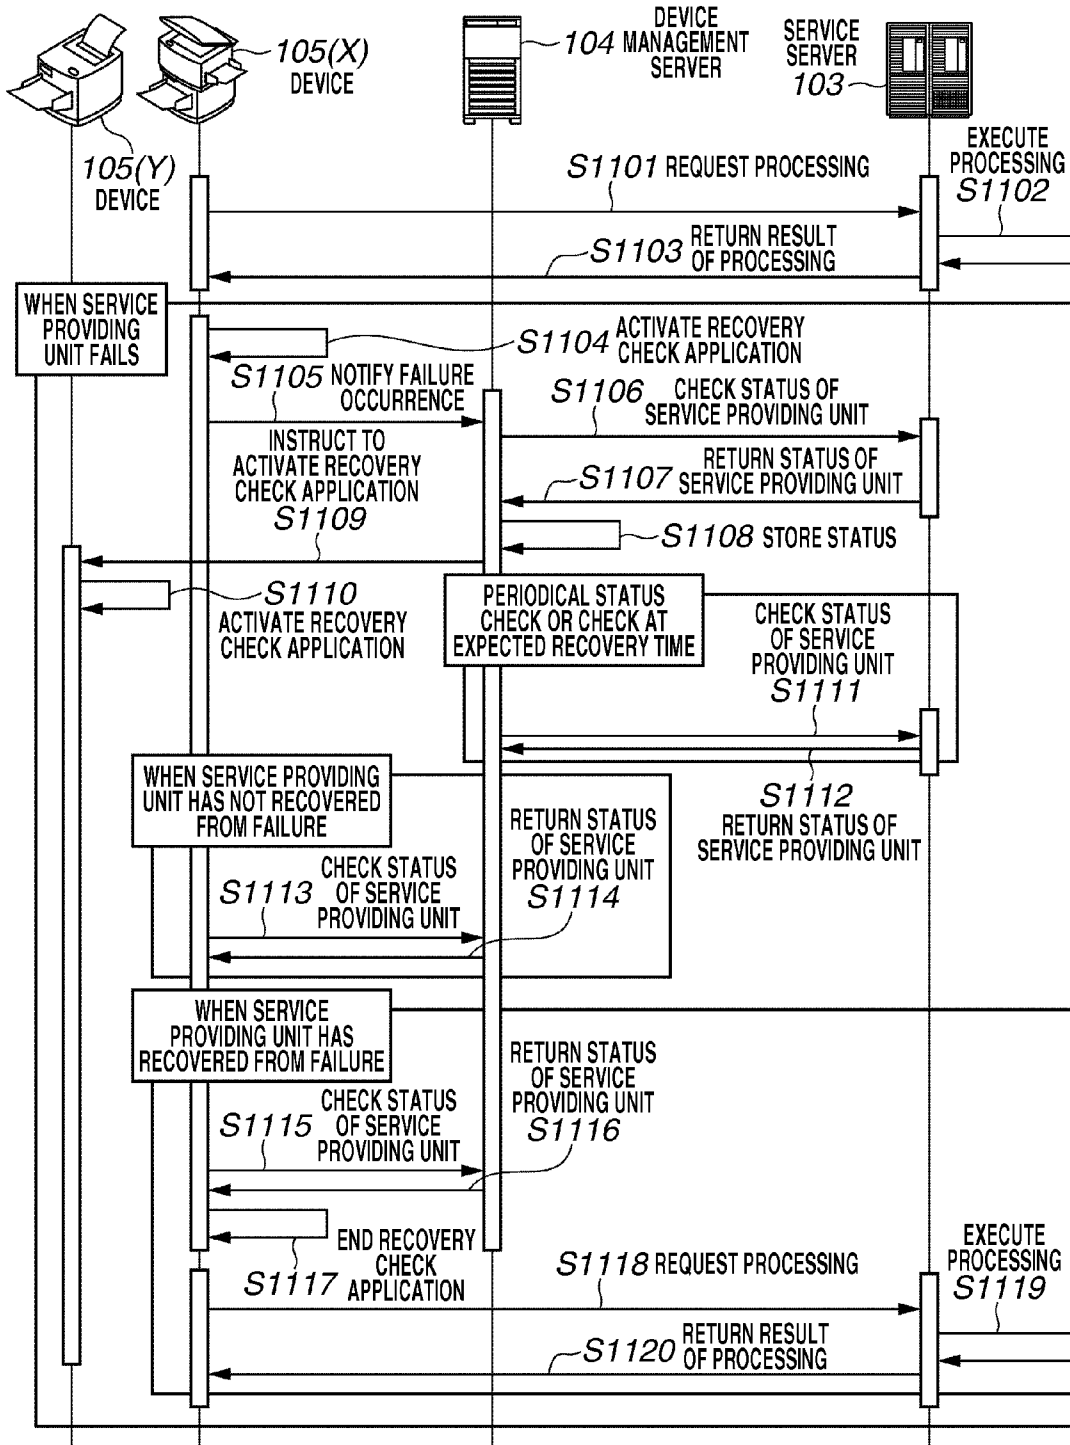 105(X)
DEVICE
104
DEVICE
MANAGEMENT
SERVER
SERVICE
SERVER
103
105(Y)
DEVICE
S1101 REQUEST PROCESSING
EXECUTE
PROCESSING
S1102
S1103 RETURN RESULT
OF PROCESSING
WHEN SERVICE
PROVIDING
UNIT FAILS
S1104 ACTIVATE RECOVERY
CHECK APPLICATION
S1105 NOTIFY FAILURE
OCCURRENCE
S1106 CHECK STATUS OF
SERVICE PROVIDING UNIT
INSTRUCT TO
ACTIVATE RECOVERY
CHECK APPLICATION
S1109
S1107 RETURN STATUS OF
SERVICE PROVIDING UNIT
S1108 STORE STATUS
S1110
ACTIVATE RECOVERY
CHECK APPLICATION
PERIODICAL STATUS
CHECK OR CHECK AT
EXPECTED RECOVERY TIME
CHECK STATUS
OF SERVICE
PROVIDING UNIT
S1111
S1112
RETURN STATUS OF
SERVICE PROVIDING UNIT
WHEN SERVICE PROVIDING
UNIT HAS NOT RECOVERED
FROM FAILURE
S1113 CHECK STATUS
OF SERVICE
PROVIDING UNIT
RETURN STATUS
OF SERVICE
PROVIDING UNIT
S1114
WHEN SERVICE
PROVIDING UNIT HAS
RECOVERED FROM FAILURE
S1115 CHECK STATUS
OF SERVICE
PROVIDING UNIT
RETURN STATUS
OF SERVICE
PROVIDING UNIT
S1116
S1117 END RECOVERY
CHECK
APPLICATION
S1118 REQUEST PROCESSING
EXECUTE
PROCESSING
S1119
S1120 RETURN RESULT
OF PROCESSING